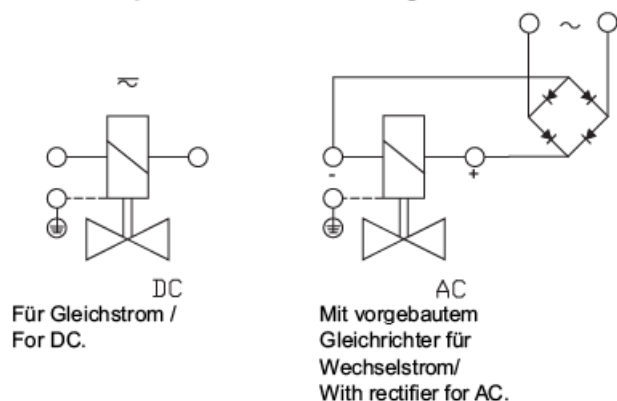 DC
Für Gleichstrom /
For DC.
AC
Mit vorgebautem
Gleichrichter für
Wechselstrom/
With rectifier for AC.
~
-
+